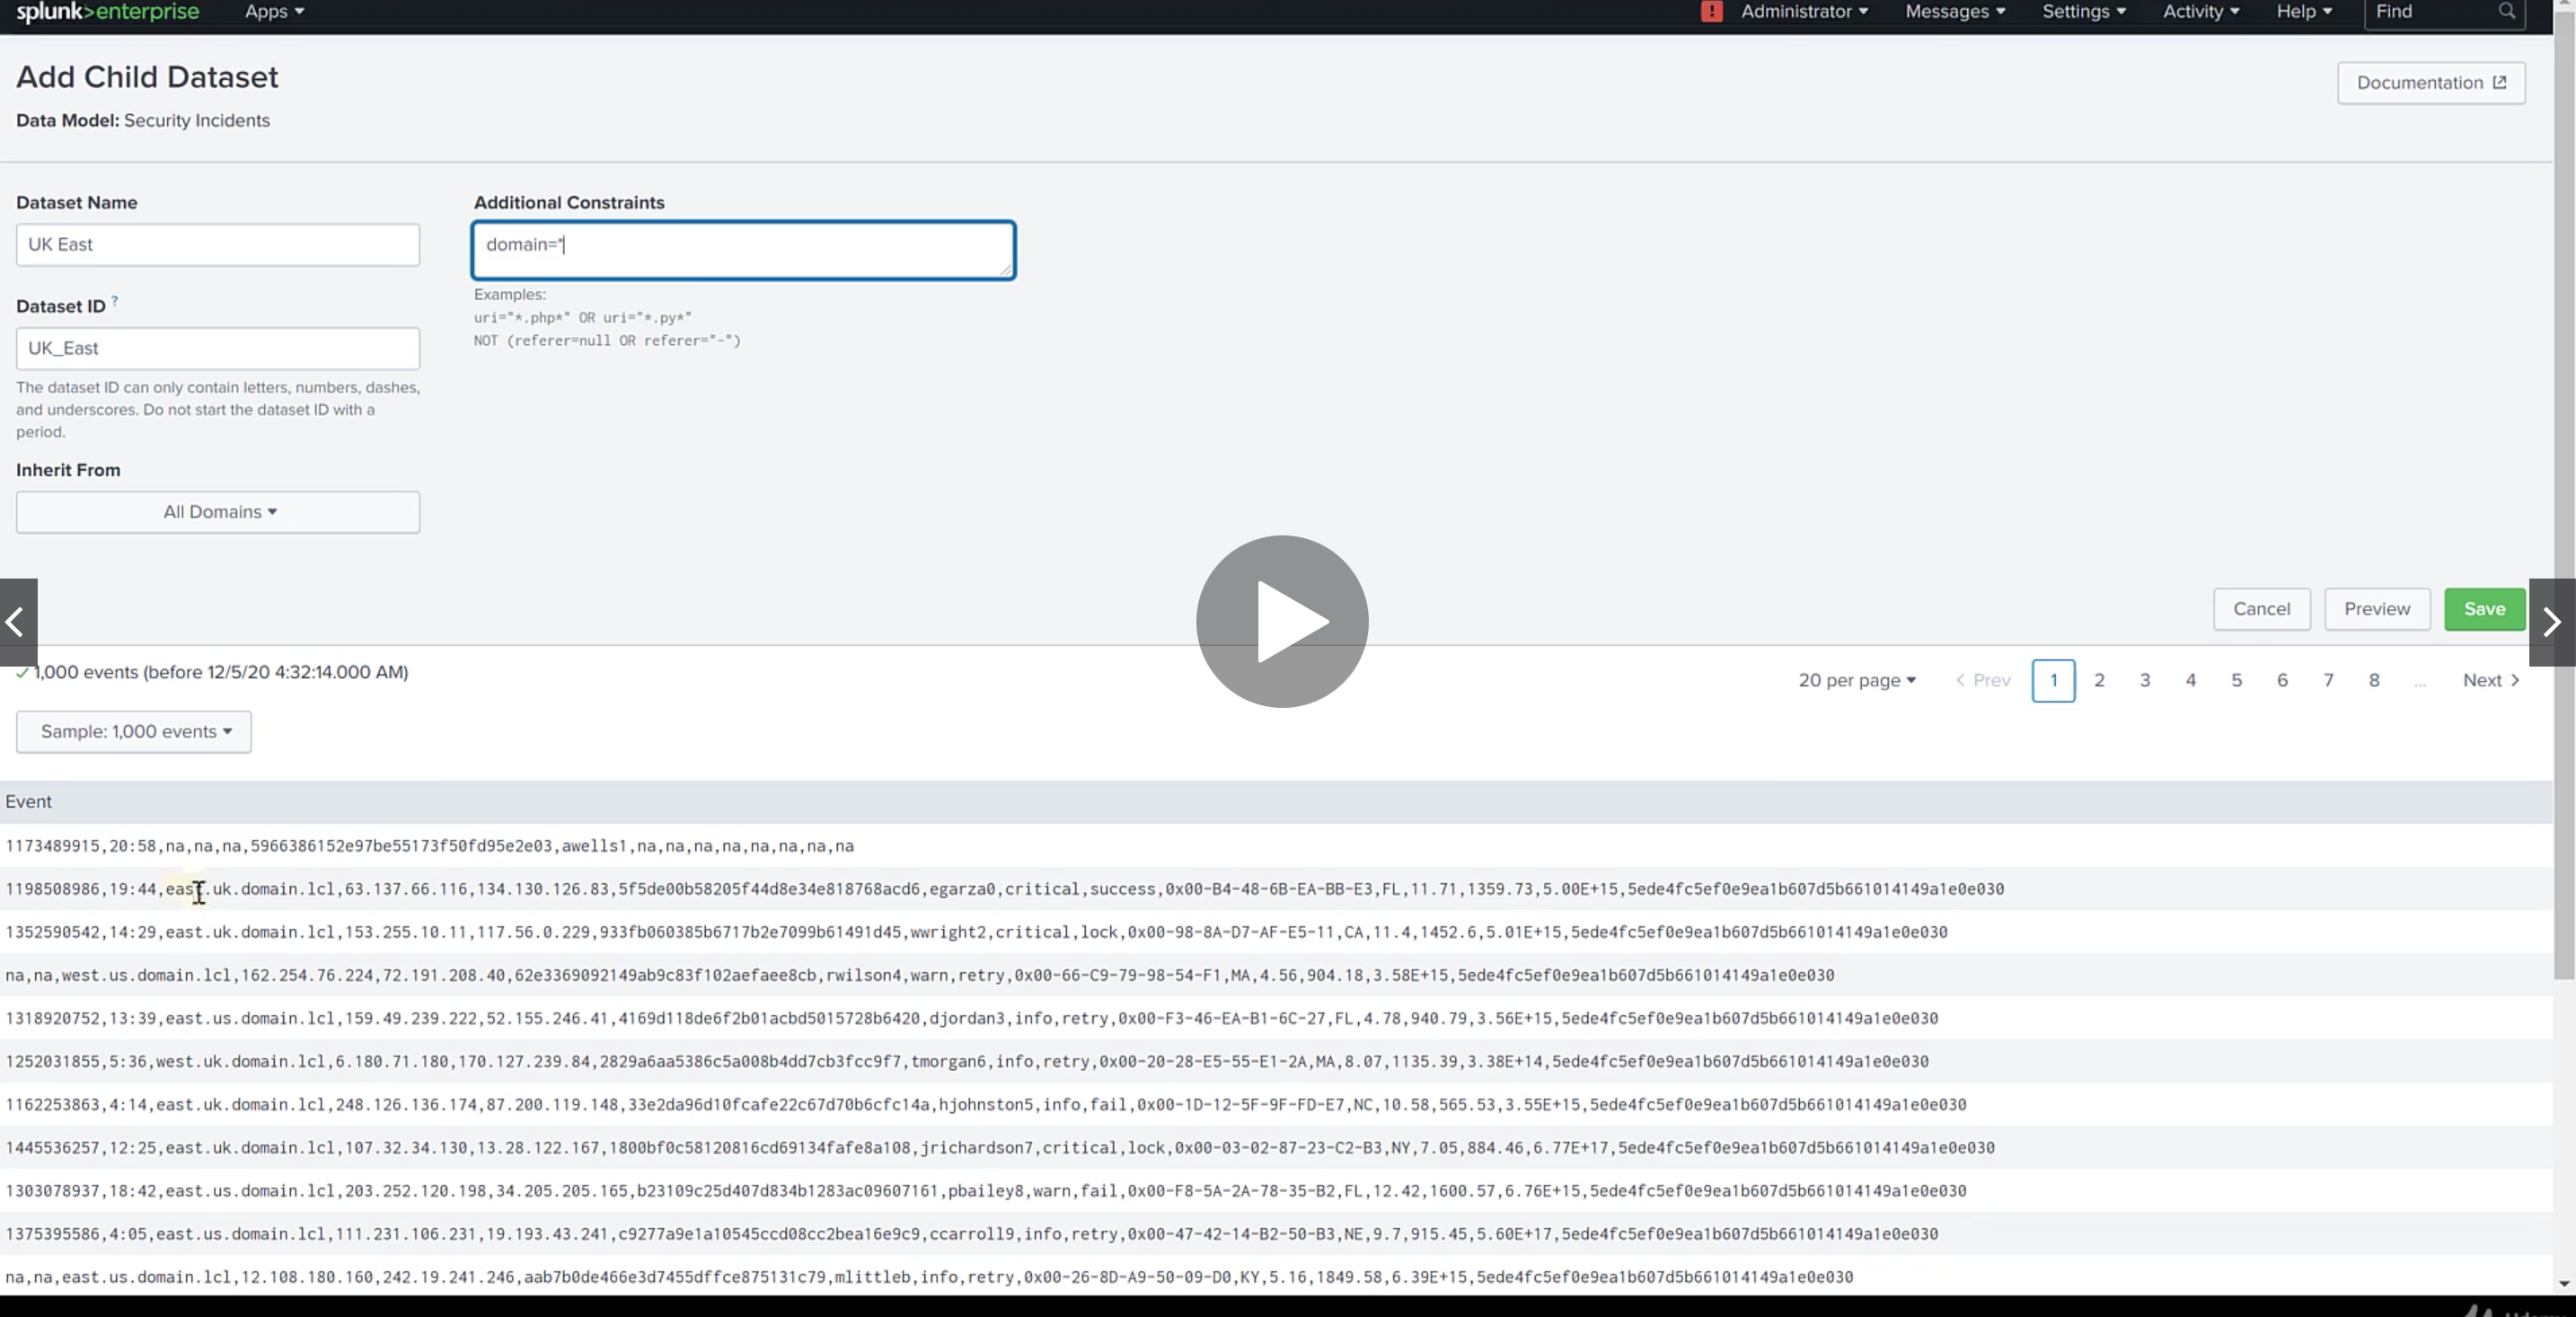 splunk>enterprise Apps Administrator Messages Settings Activity Help Find
Add Child Dataset
Documentation
Data Model: Security Incidents
Dataset Name
UK East
Additional Constraints
domain=*
Examples:
uri="*.php*" OR uri="*.py*"
NOT (referer=null OR referer="-")
Dataset ID ?
UK_East
The dataset ID can only contain letters, numbers, dashes,
and underscores. Do not start the dataset ID with a
period.
Inherit From
All Domains
Cancel Preview Save
1,000 events (before 12/5/20 4:32:14.000 AM)
20 per page < Prev 1 2 3 4 5 6 7 8 ... Next >
Sample: 1,000 events
Event
1173489915,20:58,na,na,na,5966386152e97be55173f50fd95e2e03,awells1,na,na,na,na,na,na,na,na
1198508986,19:44,east.uk.domain.lcl,63.137.66.116,134.130.126.83,5f5de00b58205f44d8e34e818768acd6,egarza0,critical,success,0x00-B4-48-6B-EA-BB-E3,FL,11.71,1359.73,5.00E+15,5ede4fc5ef0e9ea1b607d5b661014149a1e0e030
1352590542,14:29,east.uk.domain.lcl,153.255.10.11,117.56.0.229,933fb060385b6717b2e7099b61491d45,wwright2,critical,lock,0x00-98-8A-D7-AF-E5-11,CA,11.4,1452.6,5.01E+15,5ede4fc5ef0e9ea1b607d5b661014149a1e0e030
na,na,west.us.domain.lcl,162.254.76.224,72.191.208.40,62e3369092149ab9c83f102aefaee8cb,rwilson4,warn,retry,0x00-66-C9-79-98-54-F1,MA,4.56,904.18,3.58E+15,5ede4fc5ef0e9ea1b607d5b661014149a1e0e030
1318920752,13:39,east.us.domain.lcl,159.49.239.222,52.155.246.41,4169d118de6f2b01acbd5015728b6420,djordan3,info,retry,0x00-F3-46-EA-B1-6C-27,FL,4.78,940.79,3.56E+15,5ede4fc5ef0e9ea1b607d5b661014149a1e0e030
1252031855,5:36,west.uk.domain.lcl,6.180.71.180,170.127.239.84,2829a6aa5386c5a008b4dd7cb3fcc9f7,tmorgan6,info,retry,0x00-20-28-E5-55-E1-2A,MA,8.07,1135.39,3.38E+14,5ede4fc5ef0e9ea1b607d5b661014149a1e0e030
1162253863,4:14,east.uk.domain.lcl,248.126.136.174,87.200.119.148,33e2da96d10fcafe22c67d70b6cfc14a,hjohnston5,info,fail,0x00-1D-12-5F-9F-FD-E7,NC,10.58,565.53,3.55E+15,5ede4fc5ef0e9ea1b607d5b661014149a1e0e030
1445536257,12:25,east.uk.domain.lcl,107.32.34.130,13.28.122.167,1800bf0c58120816cd69134fafe8a108,jrichardson7,critical,lock,0x00-03-02-87-23-C2-B3,NY,7.05,884.46,6.77E+17,5ede4fc5ef0e9ea1b607d5b661014149a1e0e030
1303078937,18:42,east.us.domain.lcl,203.252.120.198,34.205.205.165,b23109c25d407d834b1283ac09607161,pbailey8,warn,fail,0x00-F8-5A-2A-78-35-B2,FL,12.42,1600.57,6.76E+15,5ede4fc5ef0e9ea1b607d5b661014149a1e0e030
1375395586,4:05,east.us.domain.lcl,111.231.106.231,19.193.43.241,c9277a9e1a10545ccd08cc2bea16e9c9,ccarroll9,info,retry,0x00-47-42-14-B2-50-B3,NE,9.7,915.45,5.60E+17,5ede4fc5ef0e9ea1b607d5b661014149a1e0e030
na,na,east.us.domain.lcl,12.108.180.160,242.19.241.246,aab7b0de466e3d7455dffce875131c79,mlittleb,info,retry,0x00-26-8D-A9-50-09-D0,KY,5.16,1849.58,6.39E+15,5ede4fc5ef0e9ea1b607d5b661014149a1e0e030